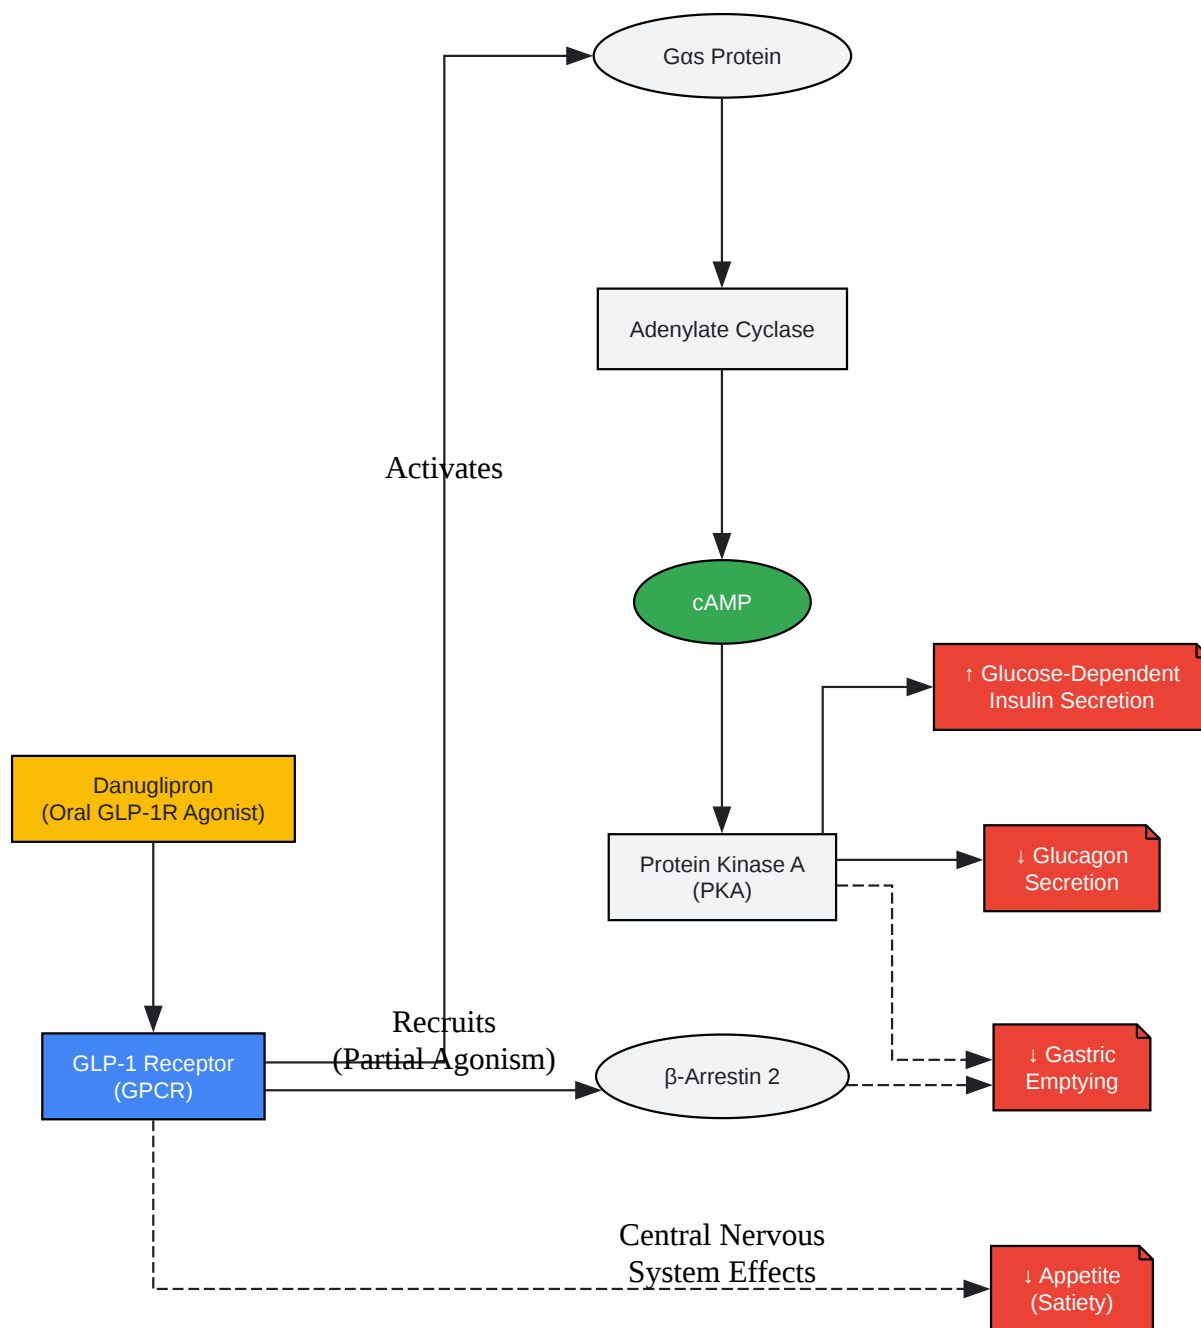 Gαs Protein
Adenylate Cyclase
Activates
cAMP
↑ Glucose-Dependent
Insulin Secretion
Danuglipron
(Oral GLP-1R Agonist)
Protein Kinase A
(PKA)
↓ Glucagon
Secretion
GLP-1 Receptor
(GPCR)
Recruits
(Partial Agonism)
β-Arrestin 2
↓ Gastric
Emptying
Central Nervous
System Effects
↓ Appetite
(Satiety)